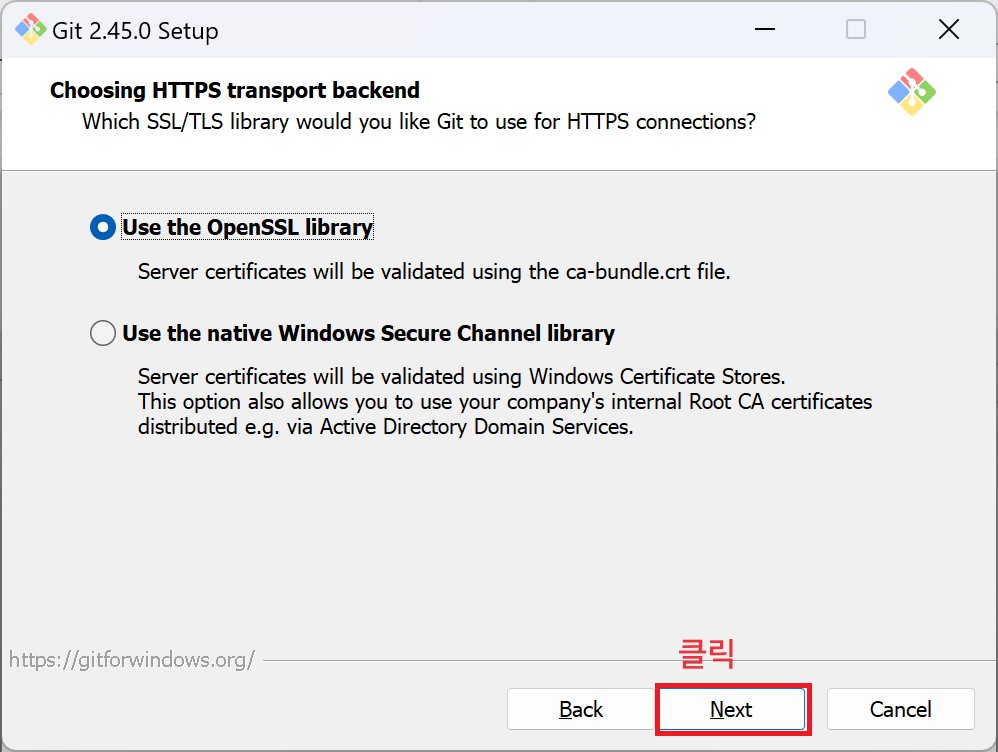 Git 2.45.0 Setup
Choosing HTTPS transport backend
Which SSL/TLS library would you like Git to use for HTTPS connections?
Use the OpenSSL library
Server certificates will be validated using the ca-bundle.crt file.
Use the native Windows Secure Channel library
Server certificates will be validated using Windows Certificate Stores.
This option also allows you to use your company's internal Root CA certificates
distributed e.g. via Active Directory Domain Services.
https://gitforwindows.org/
클릭
Back Next Cancel